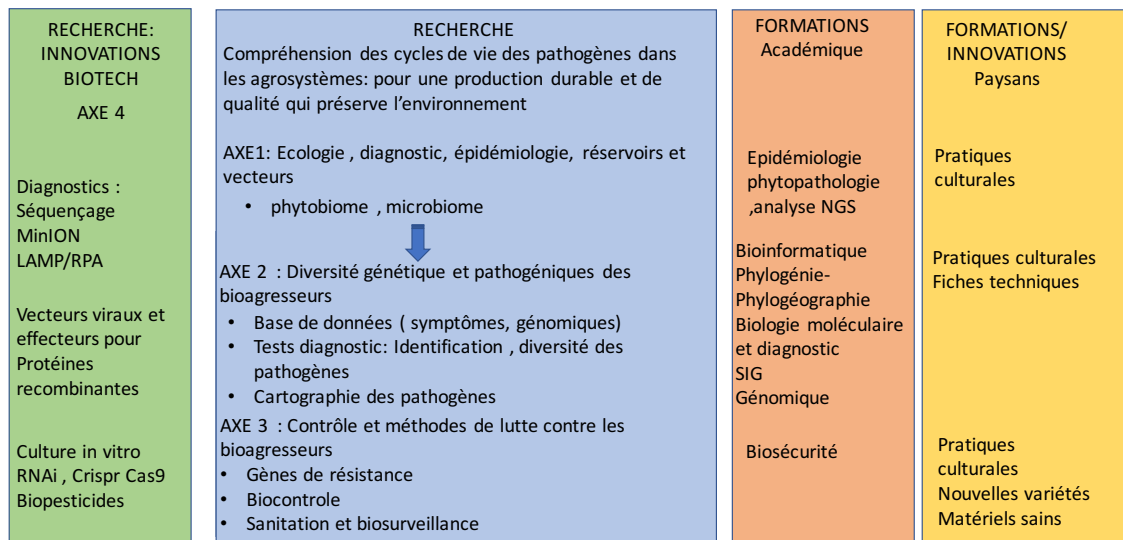 RECHERCHE:
INNOVATIONS
BIOTECH
AXE 4
Diagnostics :
Séquençage
MinION
LAMP/RPA
Vecteurs viraux et
effecteurs pour
Protéines
recombinantes
Culture in vitro
RNAi , Crispr Cas9
Biopesticides
RECHERCHE
Compréhension des cycles de vie des pathogènes dans
les agrosystèmes: pour une production durable et de
qualité qui préserve l’environnement
AXE1: Ecologie , diagnostic, épidémiologie, réservoirs et
vecteurs
• phytobiome , microbiome
AXE 2 : Diversité génétique et pathogéniques des
bioagresseurs
• Base de données ( symptômes, génomiques)
• Tests diagnostic: Identification , diversité des
pathogènes
• Cartographie des pathogènes
AXE 3 : Contrôle et méthodes de lutte contre les
bioagresseurs
• Gènes de résistance
• Biocontrole
• Sanitation et biosurveillance
FORMATIONS
Académique
Epidémiologie
phytopathologie
,analyse NGS
Bioinformatique
Phylogénie-
Phylogéographie
Biologie moléculaire
et diagnostic
SIG
Génomique
Biosécurité
FORMATIONS/
INNOVATIONS
Paysans
Pratiques
culturales
Pratiques culturales
Fiches techniques
Pratiques
culturales
Nouvelles variétés
Matériels sains